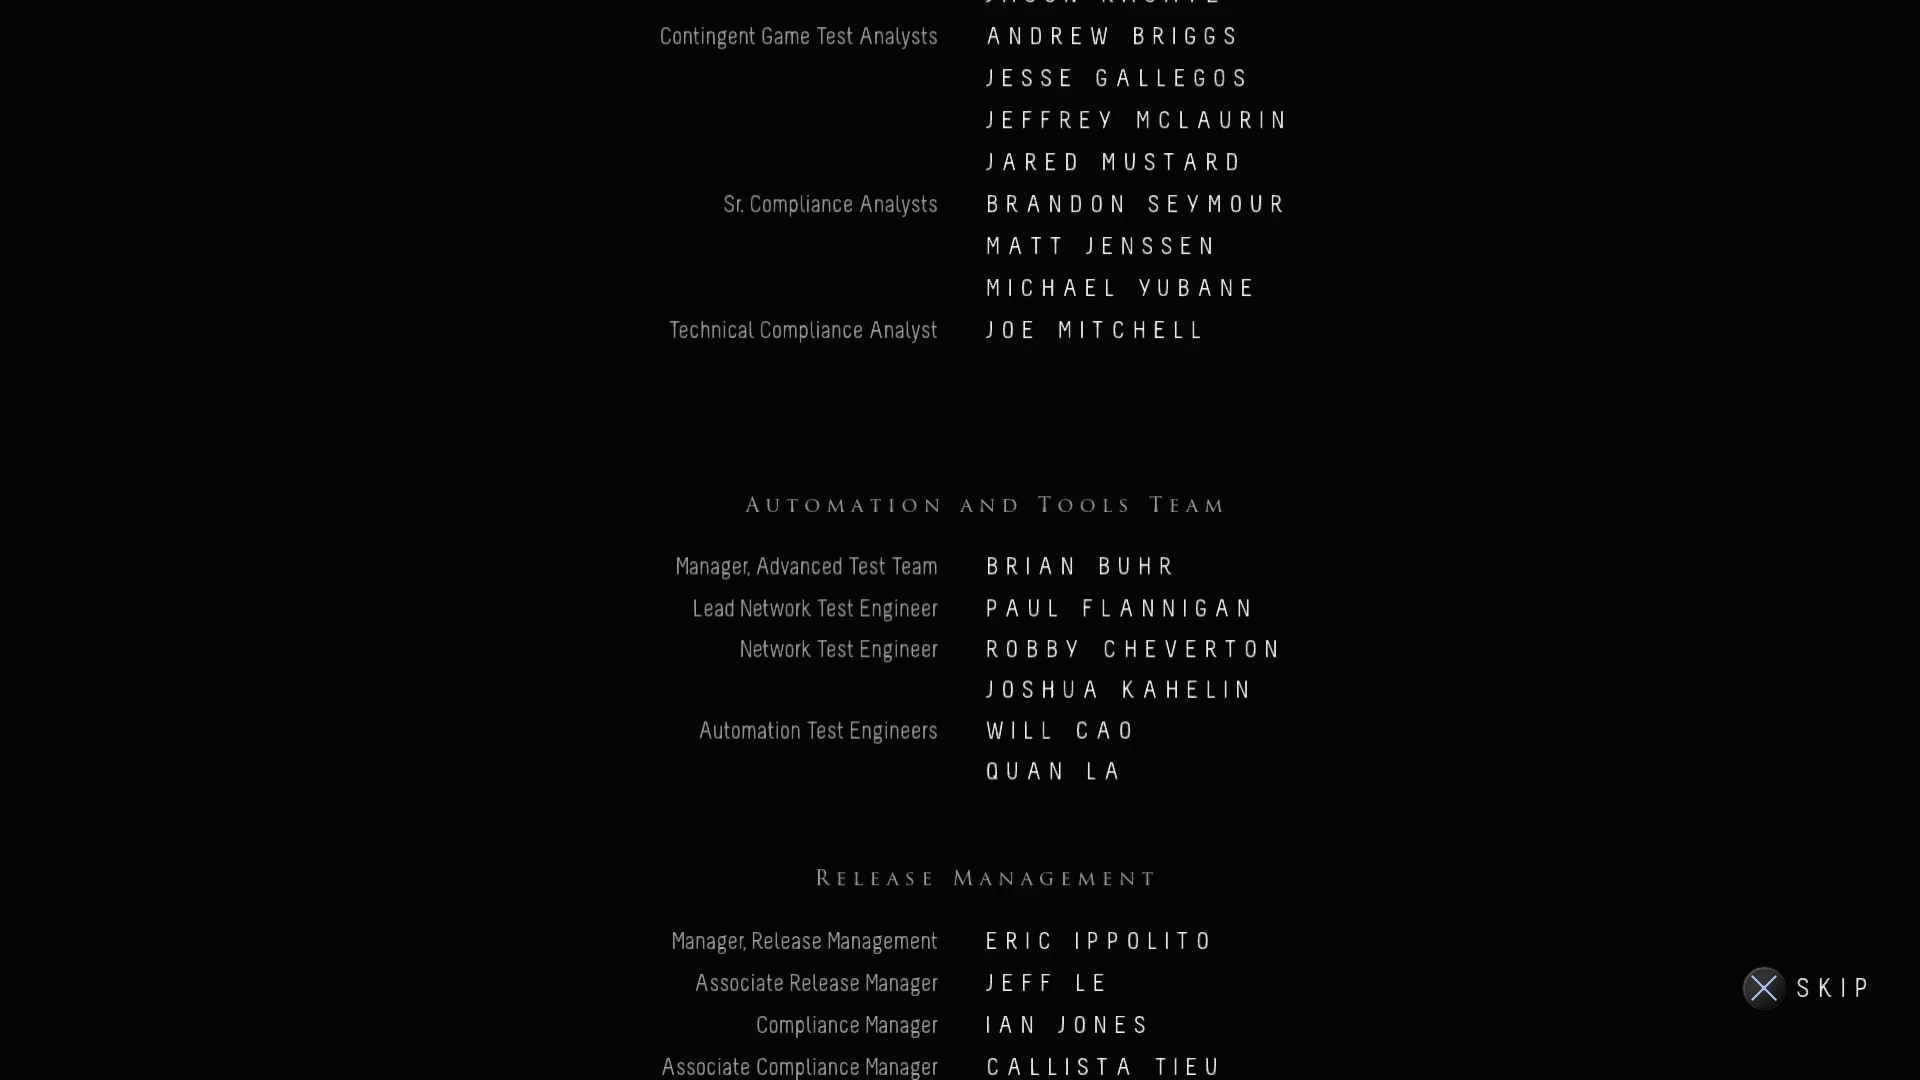 Contingent Game Test Analysts ANDREW BRIGGS
JESSE GALLEGOS
JEFFREY MCLAURIN
JARED MUSTARD
Sr. Compliance Analysts BRANDON SEYMOUR
MATT JENSSEN
MICHAEL YUBANE
Technical Compliance Analyst JOE MITCHELL
AUTOMATION AND TOOLS TEAM
Manager, Advanced Test Team BRIAN BUHR
Lead Network Test Engineer PAUL FLANNIGAN
Network Test Engineer ROBBY CHEVERTON
JOSHUA KAHELIN
Automation Test Engineers WILL CAO
QUAN LA
RELEASE MANAGEMENT
Manager, Release Management ERIC IPPOLITO
Associate Release Manager JEFF LE
SKIP
Compliance Manager IAN JONES
Associate Compliance Manager CALLISTA TIEU